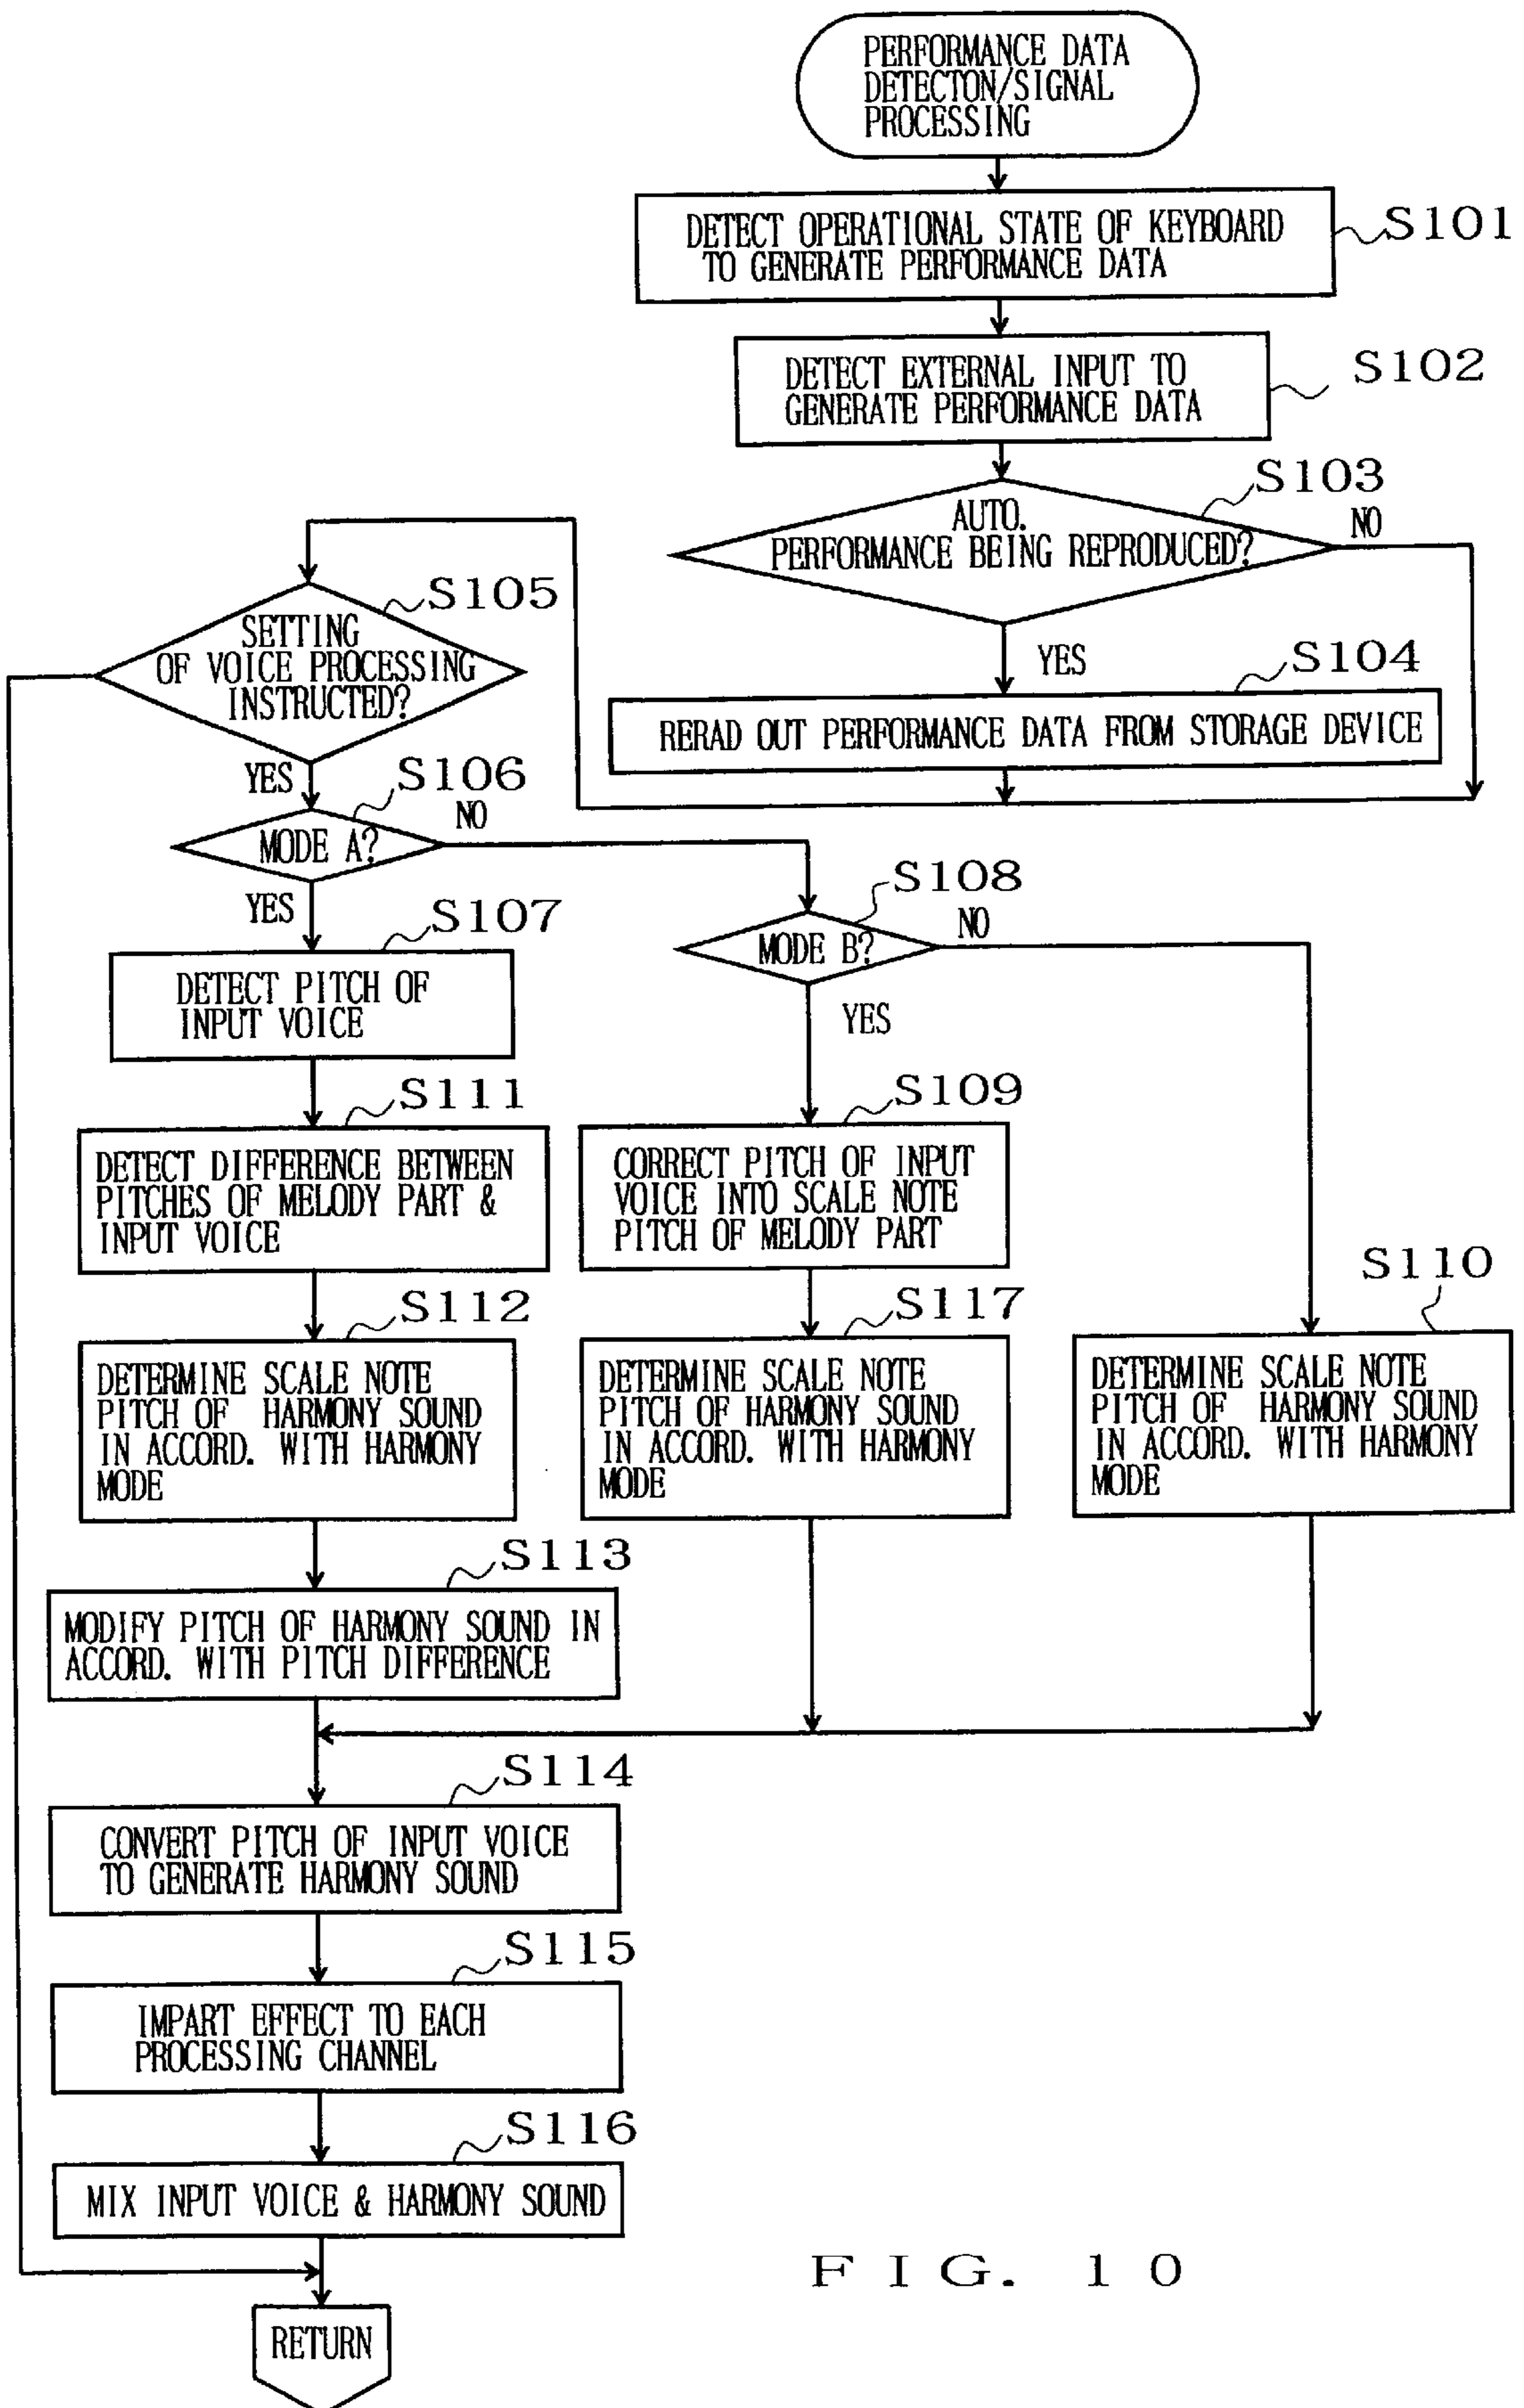 PERFORMANCE DATA
DETECTON/SIGNAL
PROCESSING
DETECT OPERATIONAL STATE OF KEYBOARD
TO GENERATE PERFORMANCE DATA
S101
DETECT EXTERNAL INPUT TO
GENERATE PERFORMANCE DATA
S102
S103
AUTO.
PERFORMANCE BEING REPRODUCED?
NO
YES
S104
RERAD OUT PERFORMANCE DATA FROM STORAGE DEVICE
S105
SETTING
OF VOICE PROCESSING
INSTRUCTED?
YES
S106
MODE A?
NO
YES
S107
DETECT PITCH OF
INPUT VOICE
S108
MODE B?
NO
YES
S111
DETECT DIFFERENCE BETWEEN
PITCHES OF MELODY PART &
INPUT VOICE
S109
CORRECT PITCH OF INPUT
VOICE INTO SCALE NOTE
PITCH OF MELODY PART
S112
DETERMINE SCALE NOTE
PITCH OF HARMONY SOUND
IN ACCORD. WITH HARMONY
MODE
S117
DETERMINE SCALE NOTE
PITCH OF HARMONY SOUND
IN ACCORD. WITH HARMONY
MODE
S110
DETERMINE SCALE NOTE
PITCH OF HARMONY SOUND
IN ACCORD. WITH HARMONY
MODE
S113
MODIFY PITCH OF HARMONY SOUND IN
ACCORD. WITH PITCH DIFFERENCE
S114
CONVERT PITCH OF INPUT VOICE
TO GENERATE HARMONY SOUND
S115
IMPART EFFECT TO EACH
PROCESSING CHANNEL
S116
MIX INPUT VOICE & HARMONY SOUND
RETURN
FIG. 10